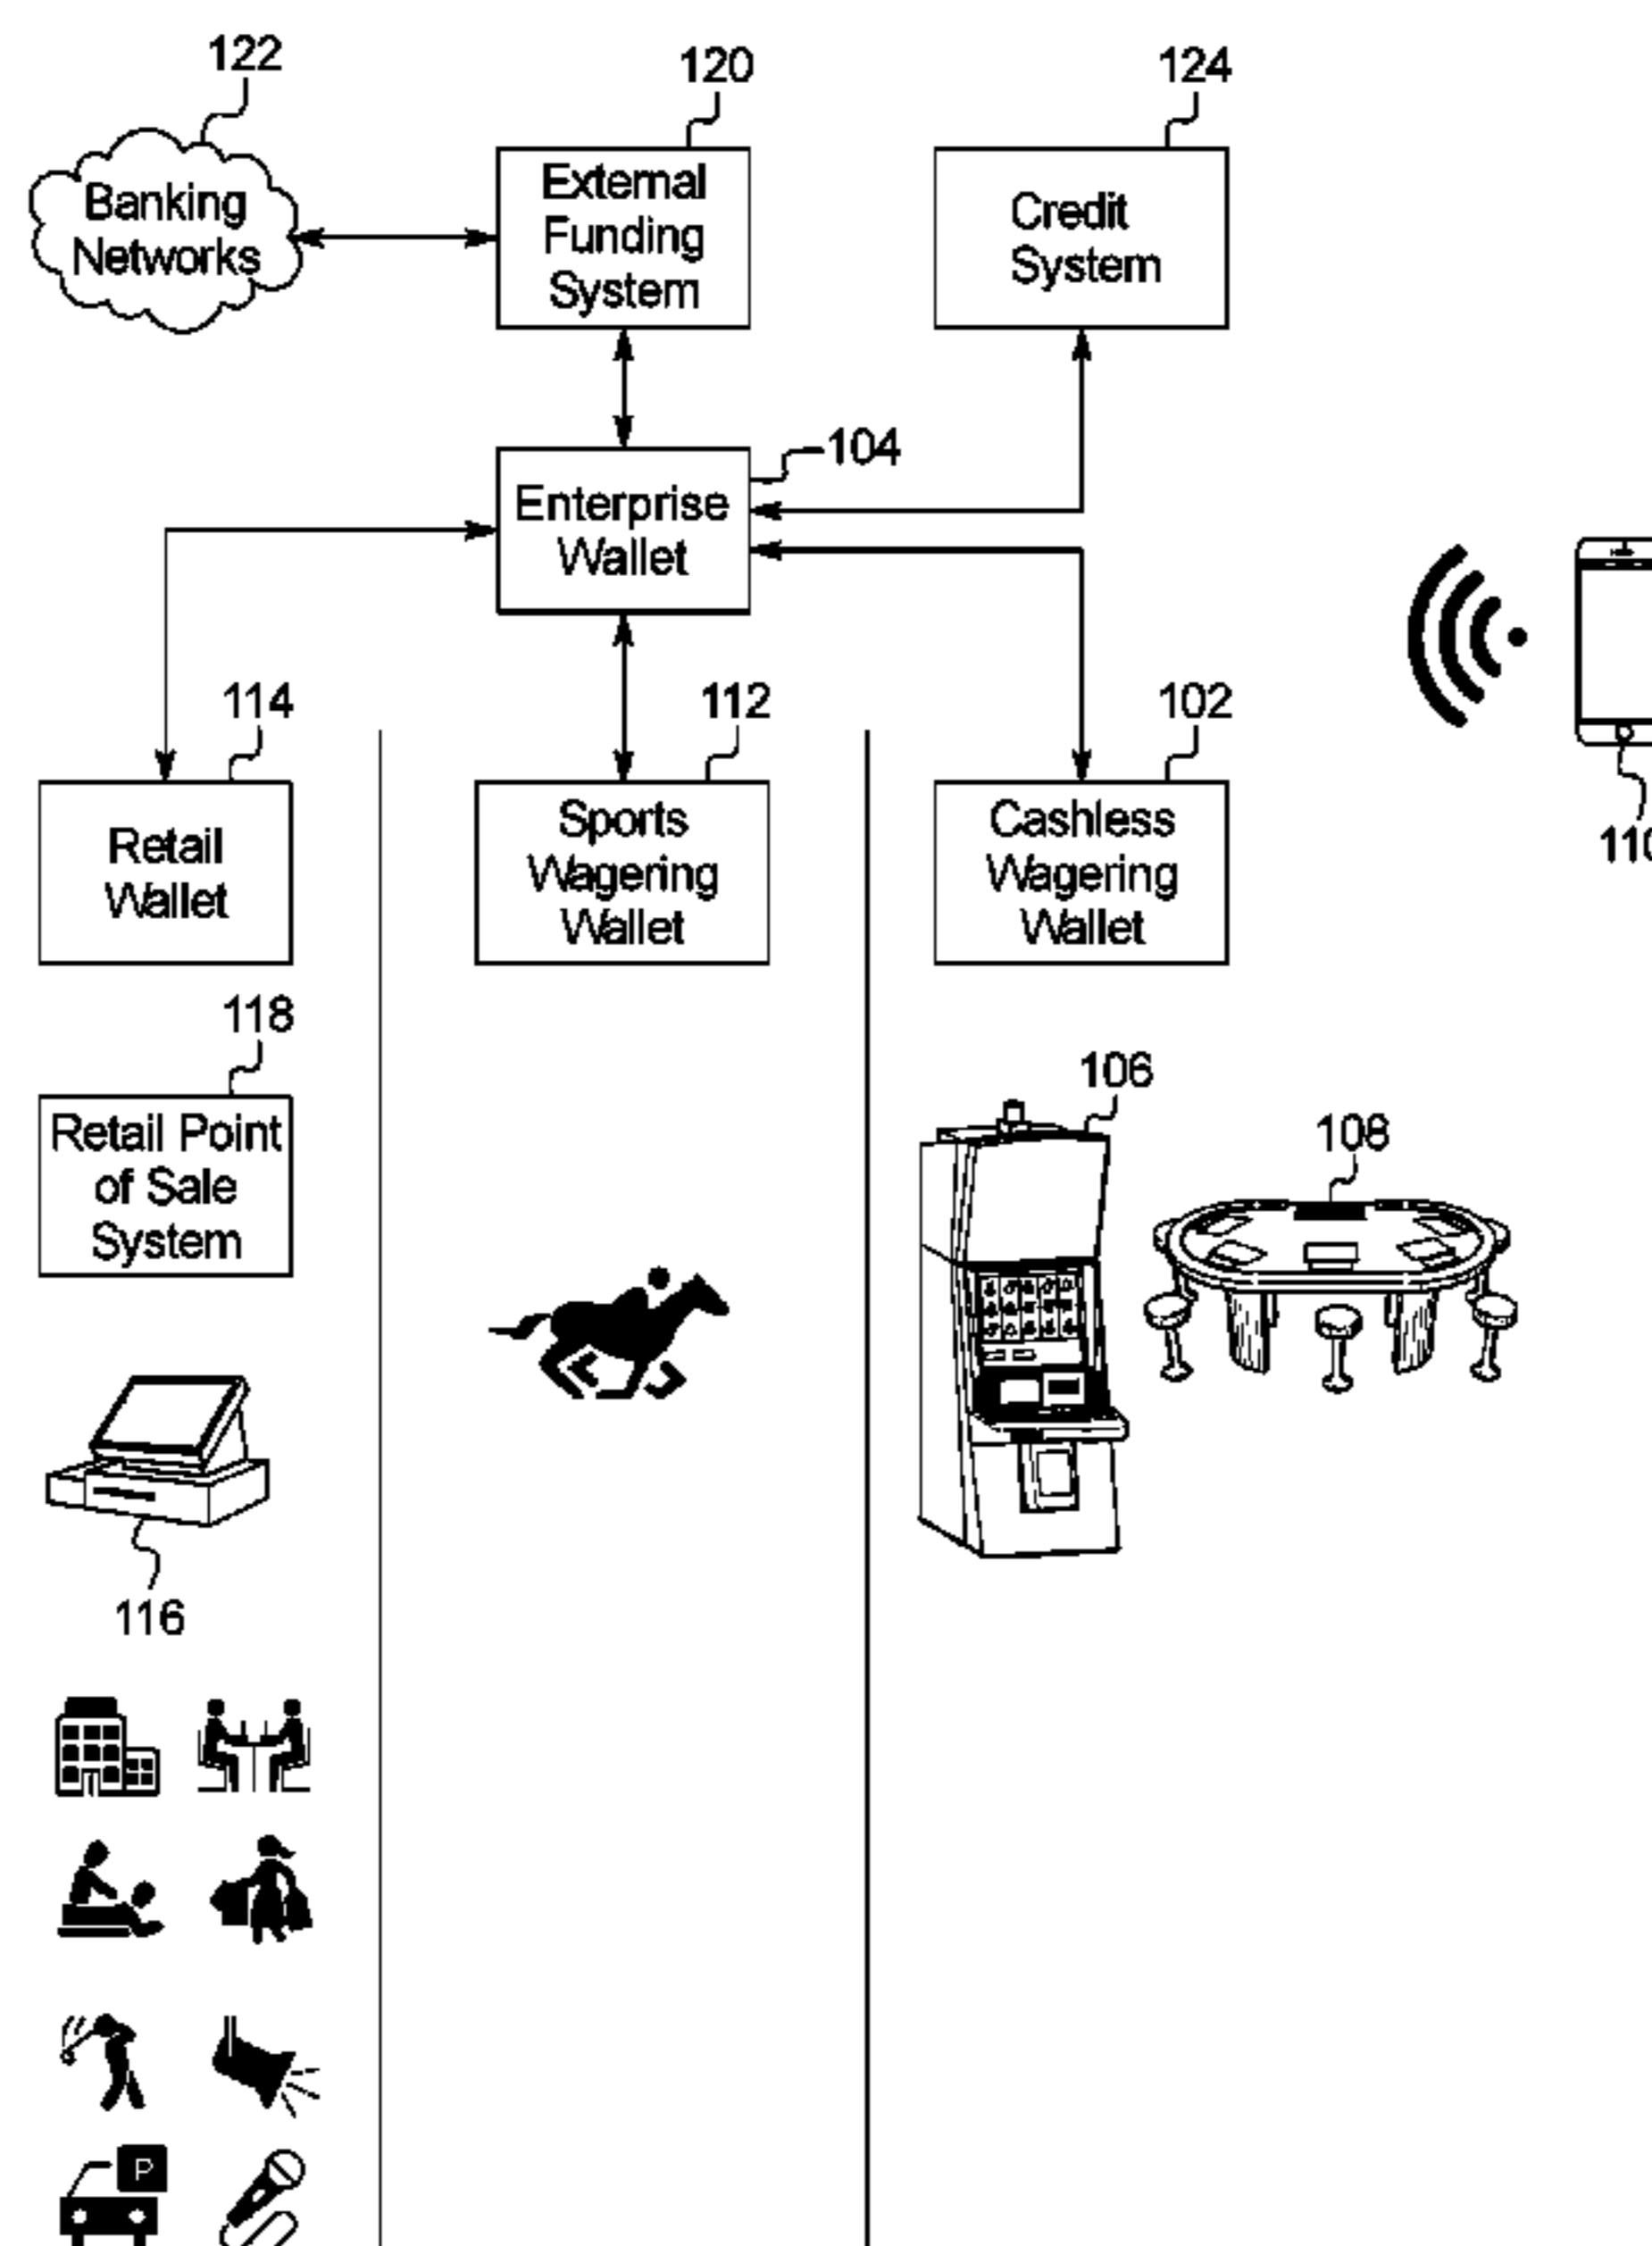 122
120
124
Banking
Networks
External
Funding
System
Credit
System
104
Enterprise
Wallet
114
112
102
110
Retail
Wallet
Sports
Wagering
Wallet
Cashless
Wagering
Wallet
118
106
108
Retail Point
of Sale
System
116
P